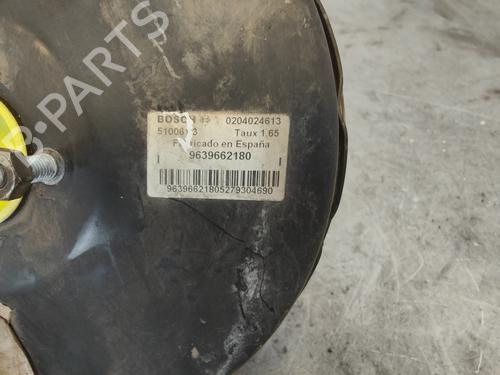 B-PARTS
BOSCH 0204024613
Taux 1.65
Fabricado en España
9639662180
96396621805279304690